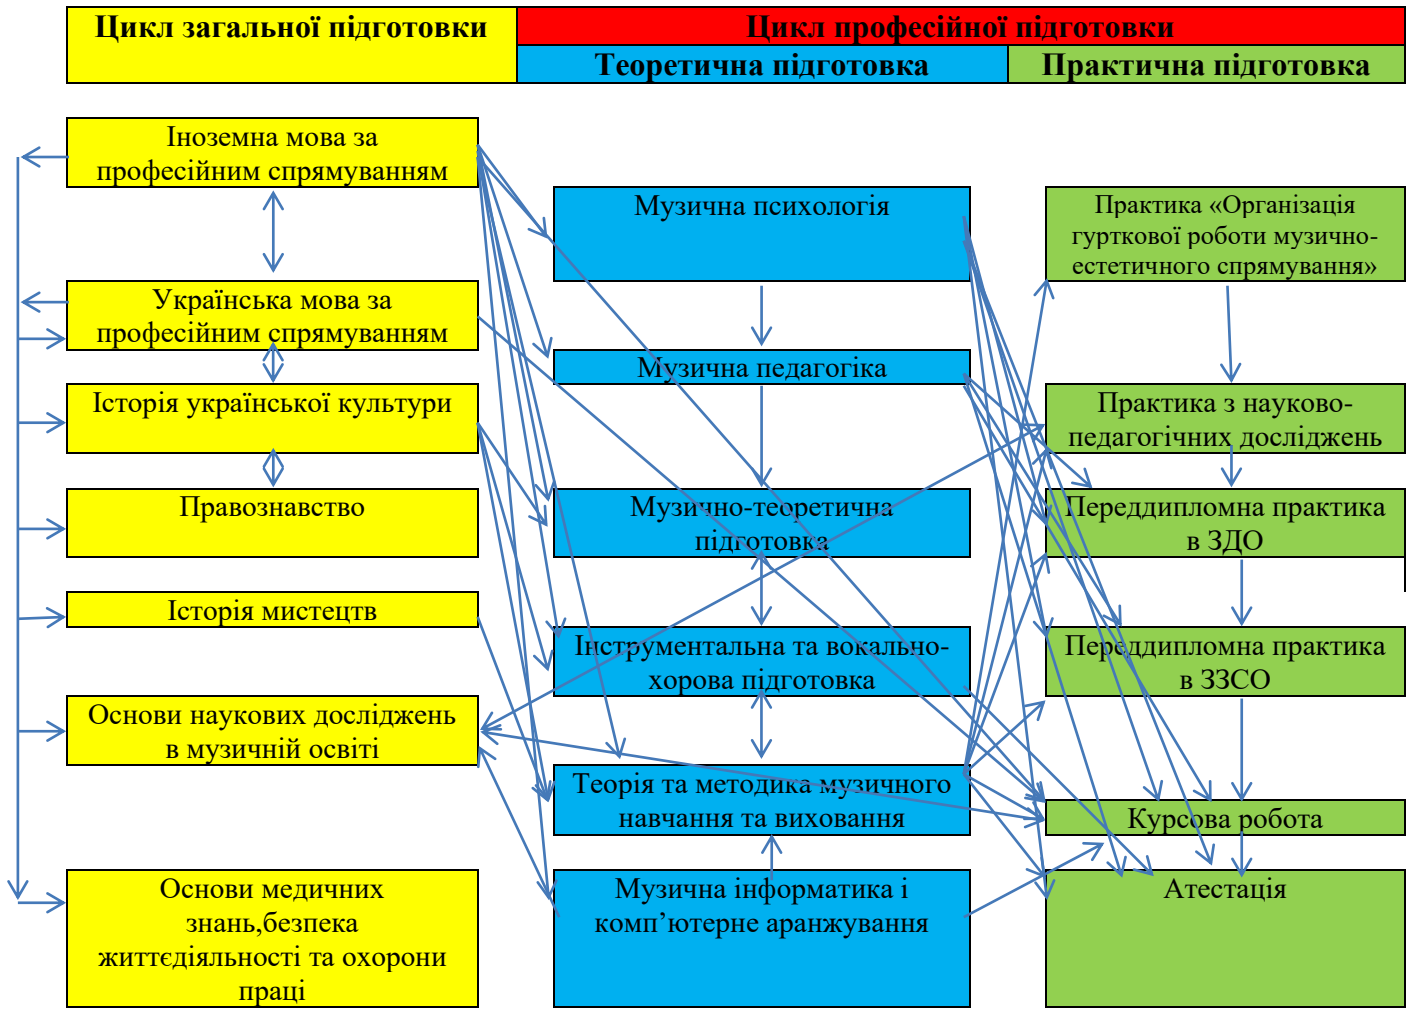 Цикл загальної підготовки
Цикл професійної підготовки
Теоретична підготовка
Практична підготовка
Іноземна мова за
професійним спрямуванням
Українська мова за
професійним спрямуванням
Історія української культури
Правознавство
Історія мистецтв
Основи наукових досліджень
в музичній освіті
Основи медичних
знань,безпека
життєдіяльності та охорони
праці
Музична психологія
Музична педагогіка
Музично-теоретична
підготовка
Інструментальна та вокально-
хорова підготовка
Теорія та методика музичного
навчання та виховання
Музична інформатика і
комп’ютерне аранжування
Практика «Організація
гурткової роботи музично-
естетичного спрямування»
Практика з науково-
педагогічних досліджень
Переддипломна практика
в ЗДО
Переддипломна практика
в ЗЗСО
Курсова робота
Атестація